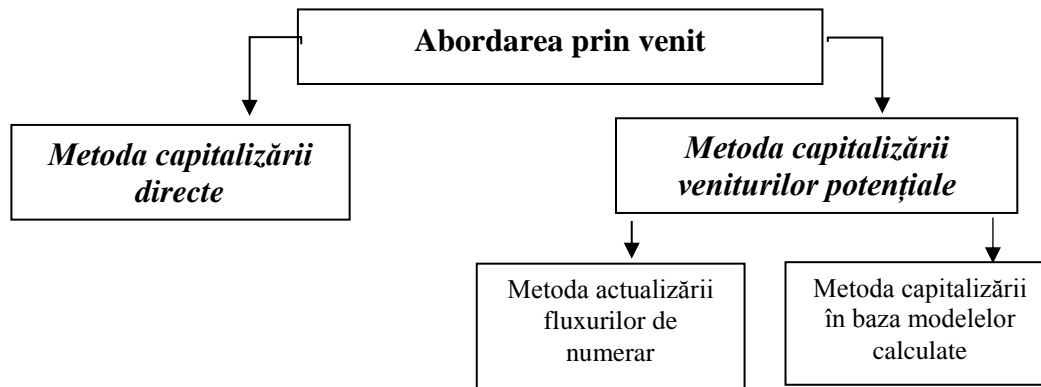 Abordarea prin venit
Metoda capitalizării
directe
Metoda capitalizării
veniturilor potențiale
Metoda actualizării
fluxurilor de
numerar
Metoda capitalizării
în baza modelelor
calculate